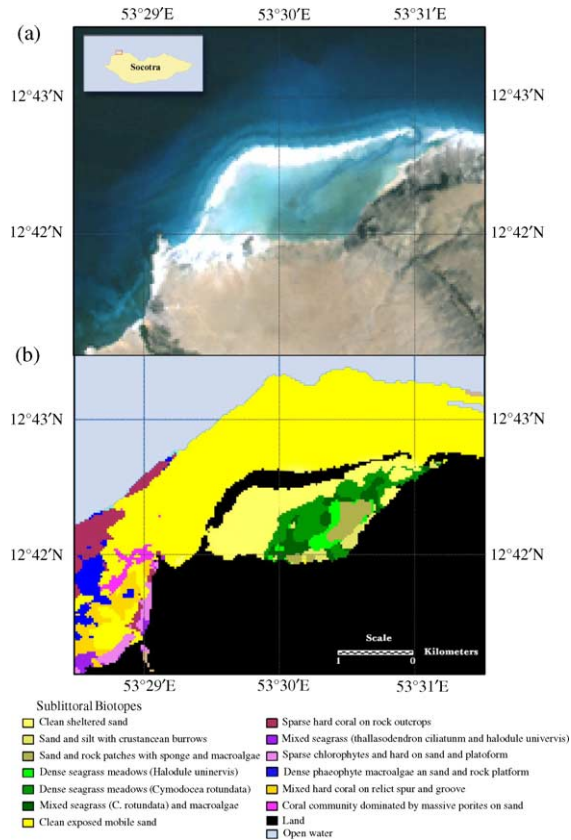 53°29′E 53°30′E 53°31′E
(a)
Socotra
12°43′N 12°43′N
12°42′N 12°42′N
(b)
12°43′N 12°43′N
12°42′N 12°42′N
Scale
Kilometers
1 0
53°29′E 53°30′E 53°31′E
Sublittoral Biotopes
Clean sheltered sand
Sand and silt with crustancean burrows
Sand and rock patches with sponge and macroalgae
Dense seagrass meadows (Halodule uninervis)
Dense seagrass meadows (Cymodocea rotundata)
Mixed seagrass (C. rotundata) and macroalgae
Clean exposed mobile sand
Sparse hard coral on rock outcrops
Mixed seagrass (thallasodendron ciliatunm and halodule univervis)
Sparse chlorophytes and hard on sand and platoform
Dense phaeophyte macroalgae an sand and rock platform
Mixed hard coral on relict spur and groove
Coral community dominated by massive porites on sand
Land
Open water